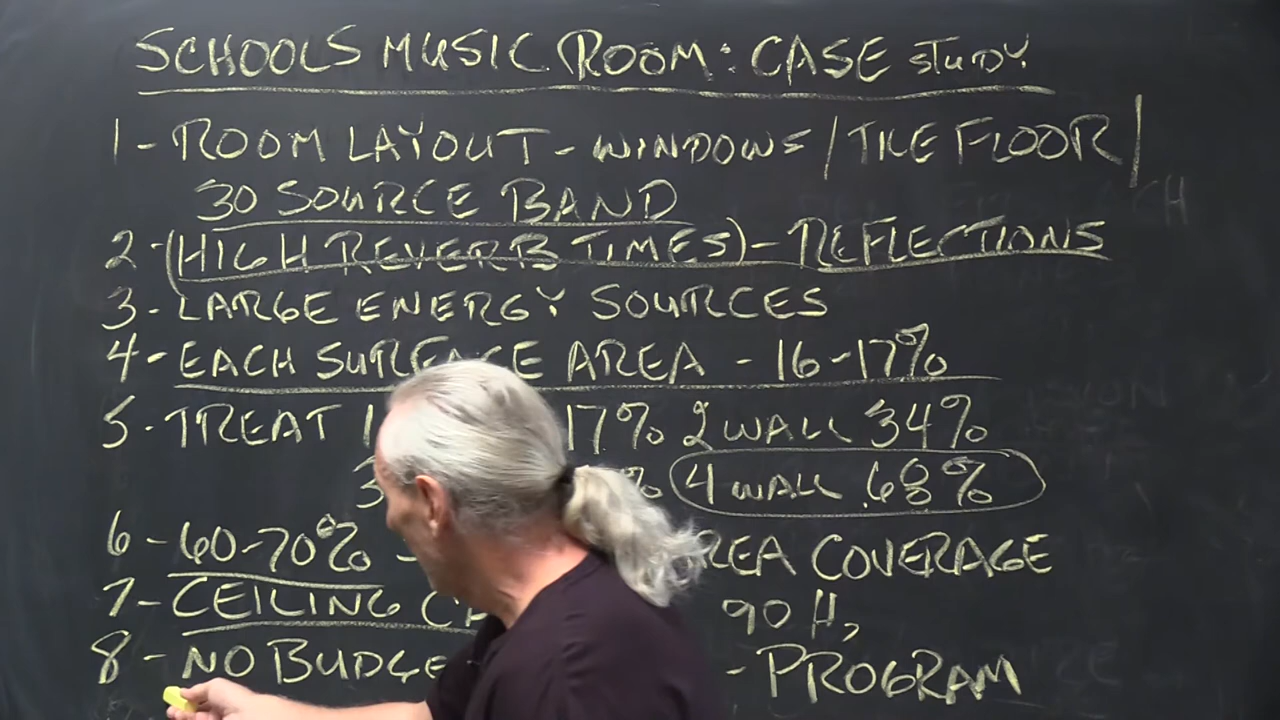 SCHOOLS MUSIC ROOM: CASE STUDY
1- ROOM LAYOUT - WINDOWS / TILE FLOOR /
30 SOURCE BAND
2-(HIGH REVERB TIMES) - REFLECTIONS
3- LARGE ENERGY SOURCES
4- EACH SURFACE AREA - 16-17%
5- TREAT 1 17% 2 WALL 34%
3 % 4 WALL 68%
6-60-70% - AREA COVERAGE
7- CEILING 90 Hz
8- NO BUDGE - PROGRAM